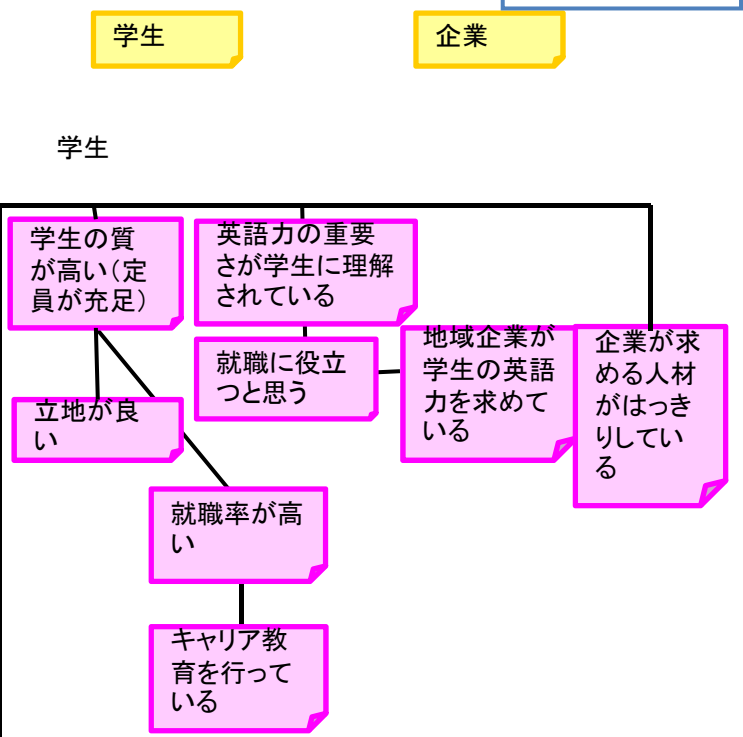 学生
企業
学生
学生の質
が高い（定
員が充足）
英語力の重要
さが学生に理解
されている
就職に役立
つと思う
地域企業が
学生の英語
力を求めて
いる
企業が求
める人材
がはっき
りしてい
る
立地が良
い
就職率が高
い
キャリア教
育を行って
いる